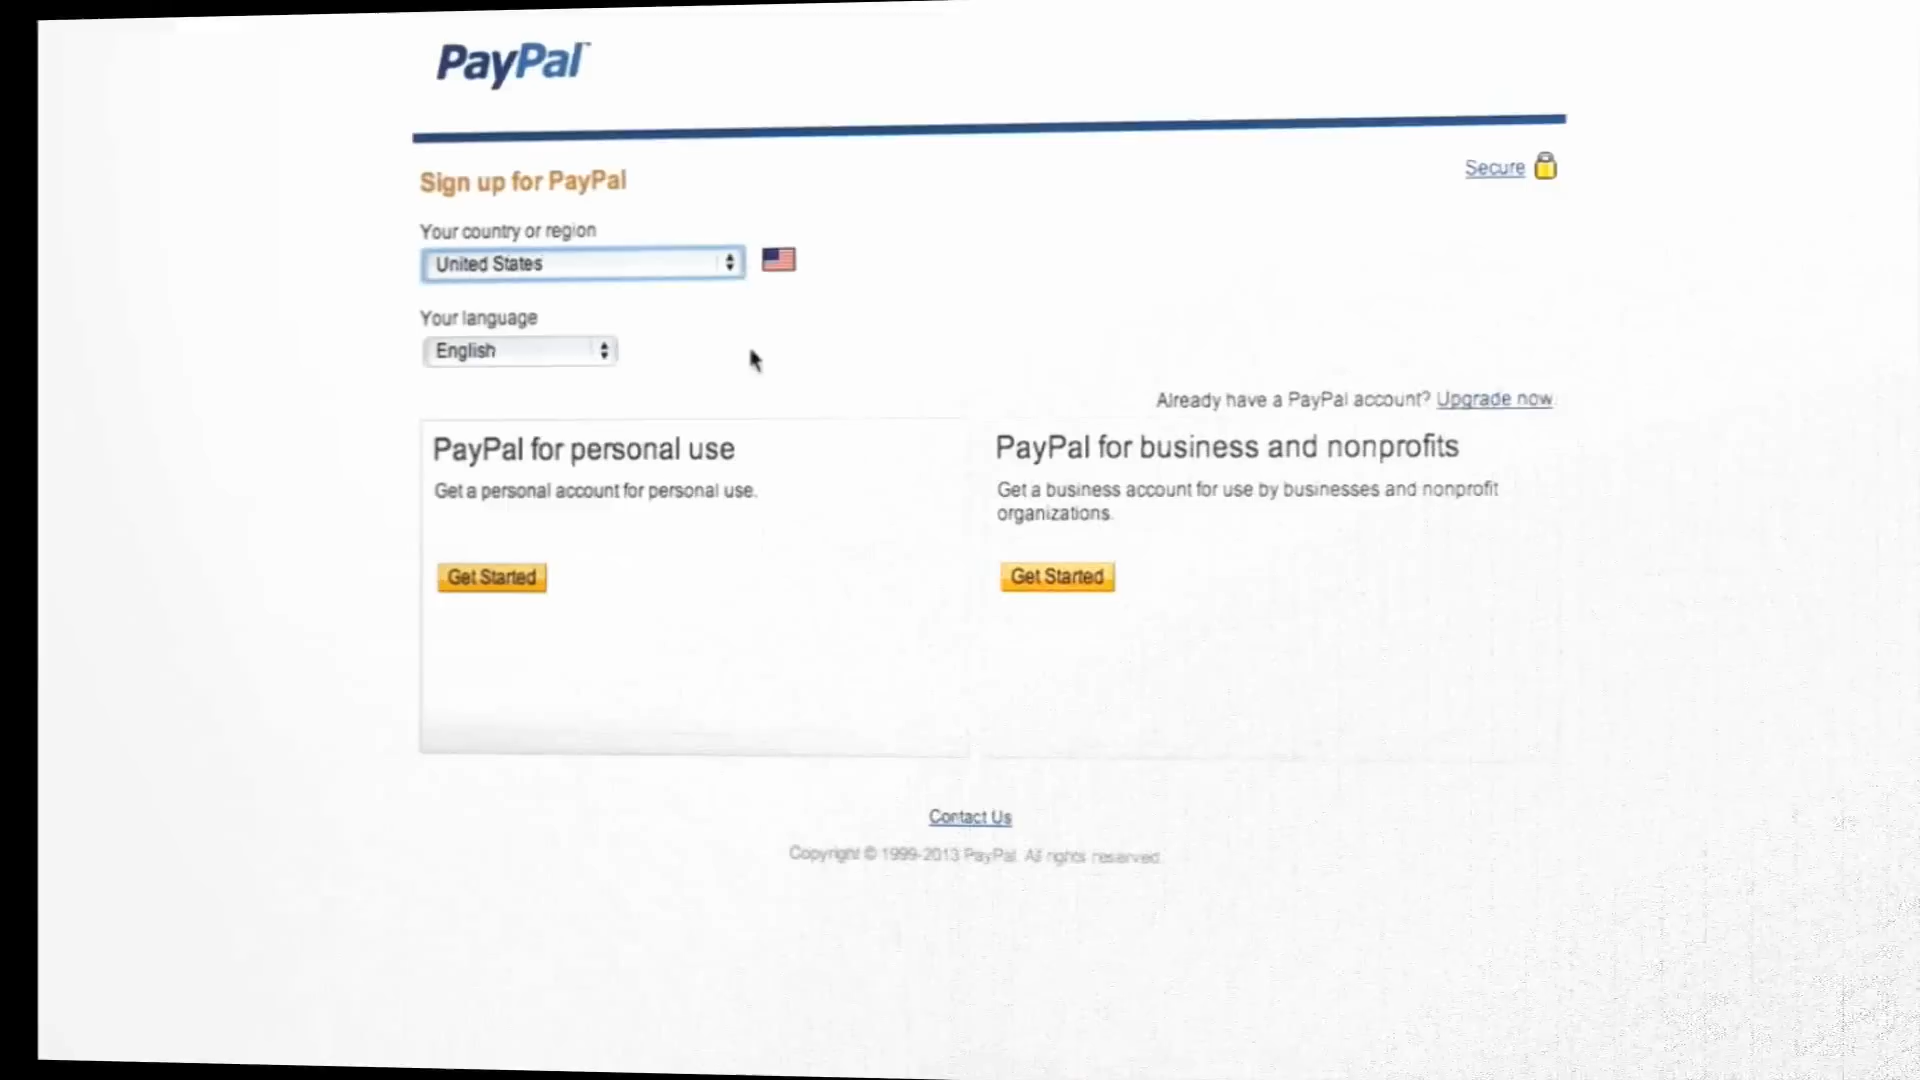 PayPal™
Sign up for PayPal
Secure
Your country or region
United States
Your language
English
Already have a PayPal account? Upgrade now
PayPal for personal use
Get a personal account for personal use.
Get Started
PayPal for business and nonprofits
Get a business account for use by businesses and nonprofit
organizations.
Get Started
Contact Us
Copyright © 1999-2013 PayPal. All rights reserved.